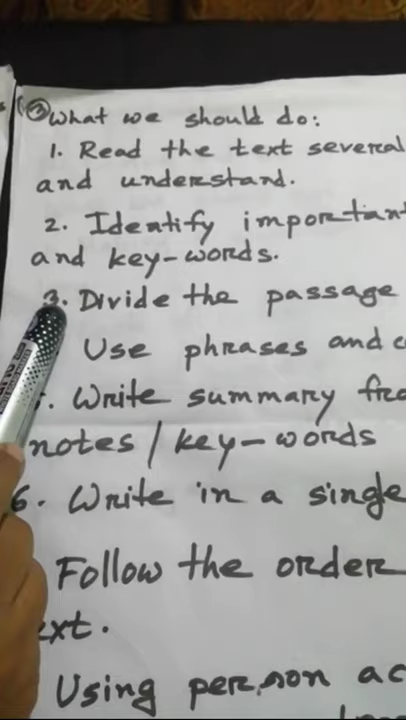 ② What we should do:
1. Read the text several
and understand.
2. Identify important
and key-words.
3. Divide the passage
Use phrases and
. Write summary
notes / key-words
6. Write in a single
Follow the order
ext.
Using person